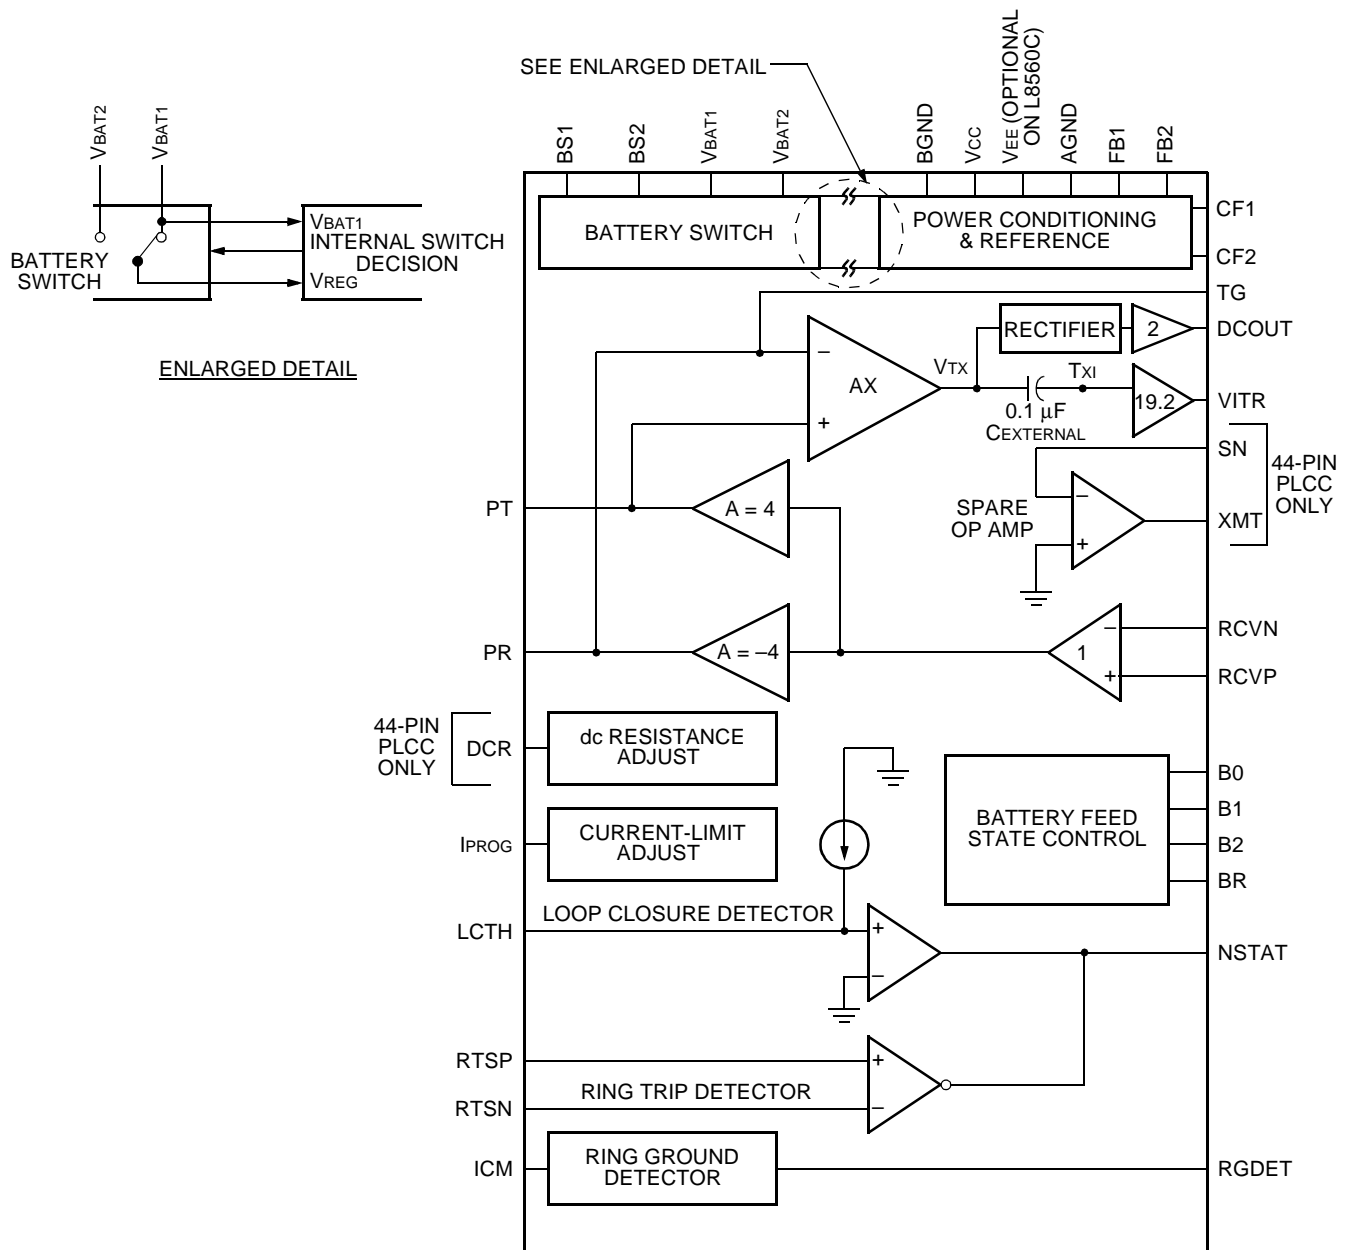 SEE ENLARGED DETAIL
VBAT2
VBAT1
BS1
BS2
VBAT1
VBAT2
BGND
VCC
VEE (OPTIONAL
ON L8560C)
AGND
FB1
FB2
VBAT1
INTERNAL SWITCH
DECISION
VREG
BATTERY
SWITCH
ENLARGED DETAIL
BATTERY SWITCH
POWER CONDITIONING
& REFERENCE
CF1
CF2
TG
RECTIFIER
2
DCOUT
−
AX
+
VTX
TXI
0.1 µF
CEXTERNAL
19.2
VITR
SN
44-PIN
PLCC
ONLY
SPARE
OP AMP
−
+
XMT
PT
A = 4
PR
A = –4
1
−
+
RCVN
RCVP
44-PIN
PLCC
ONLY
DCR
dc RESISTANCE
ADJUST
IPROG
CURRENT-LIMIT
ADJUST
BATTERY FEED
STATE CONTROL
B0
B1
B2
BR
LCTH
LOOP CLOSURE DETECTOR
+
−
NSTAT
RTSP
RING TRIP DETECTOR
RTSN
+
−
ICM
RING GROUND
DETECTOR
RGDET